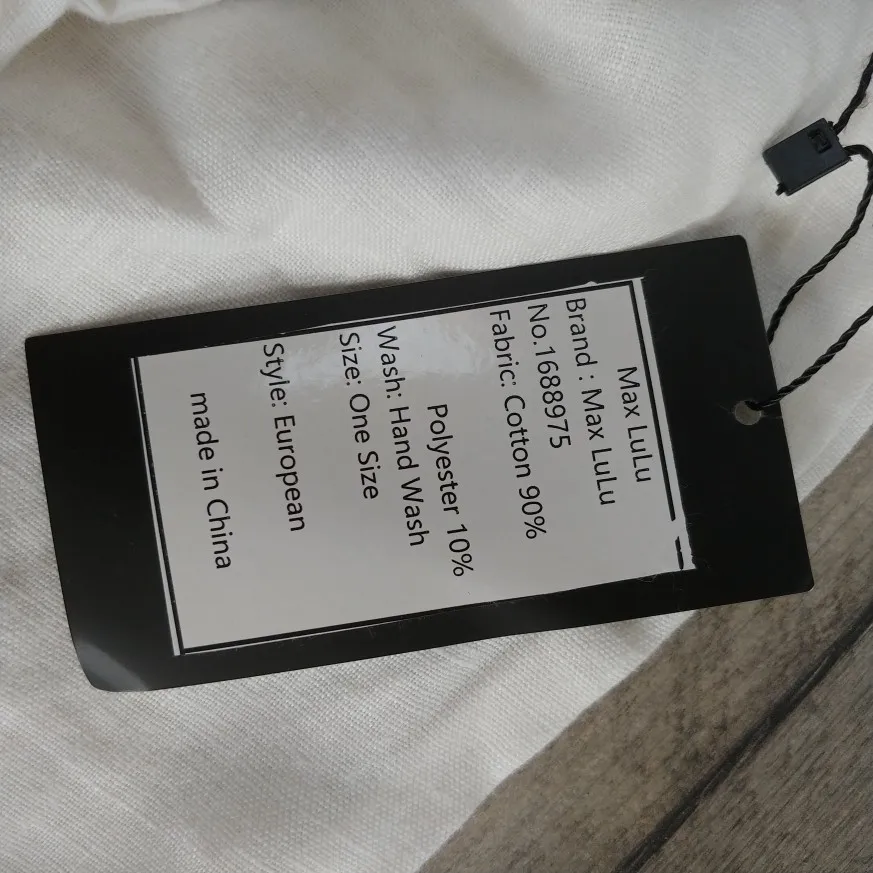 Max LuLu
Brand : Max LuLu
No.1688975
Fabric: Cotton 90%
Polyester 10%
Wash: Hand Wash
Size: One Size
Style: European
made in China